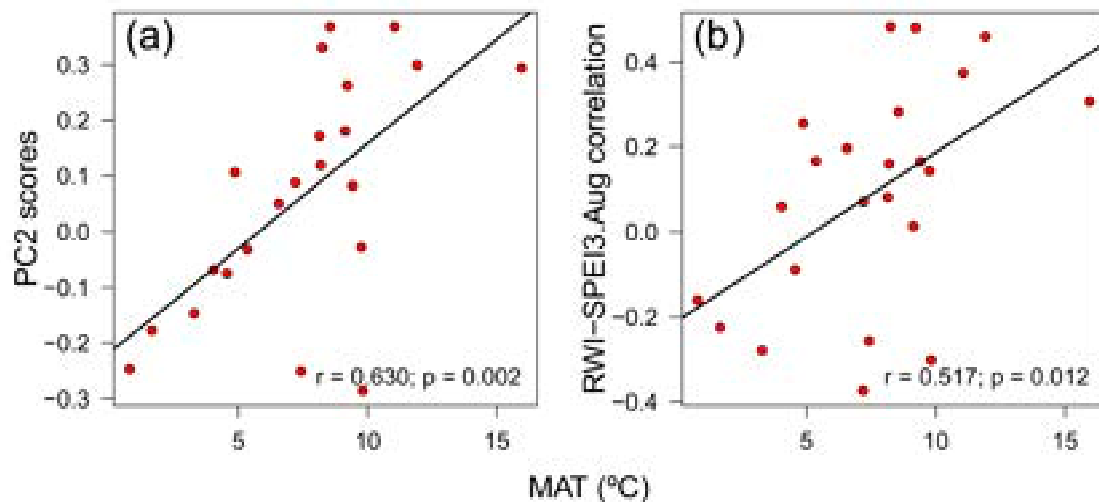 (a)
PC2 scores
0.3
0.2
0.1
0.0
−0.1
−0.2
−0.3
r = 0.630; p = 0.002
5 10 15
(b)
RWI−SPEI3.Aug correlation
0.4
0.2
0.0
−0.2
−0.4
r = 0.517; p = 0.012
5 10 15
MAT (ºC)